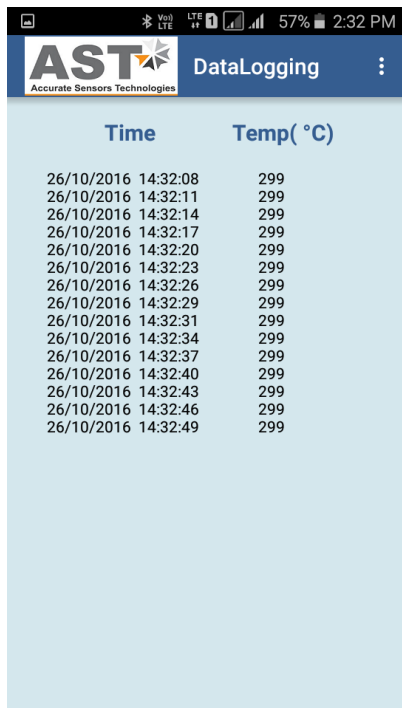 Vo) LTE LTE 1 57% 2:32 PM
AST
Accurate Sensors Technologies
DataLogging
Time Temp( °C)
26/10/2016 14:32:08 299
26/10/2016 14:32:11 299
26/10/2016 14:32:14 299
26/10/2016 14:32:17 299
26/10/2016 14:32:20 299
26/10/2016 14:32:23 299
26/10/2016 14:32:26 299
26/10/2016 14:32:29 299
26/10/2016 14:32:31 299
26/10/2016 14:32:34 299
26/10/2016 14:32:37 299
26/10/2016 14:32:40 299
26/10/2016 14:32:43 299
26/10/2016 14:32:46 299
26/10/2016 14:32:49 299